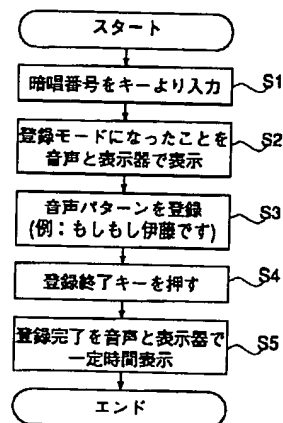 スタート
暗唱番号をキーより入力 S1
登録モードになったことを S2
音声と表示器で表示
音声パターンを登録 S3
(例：もしもし伊藤です)
登録終了キーを押す S4
登録完了を音声と表示器で S5
一定時間表示
エンド